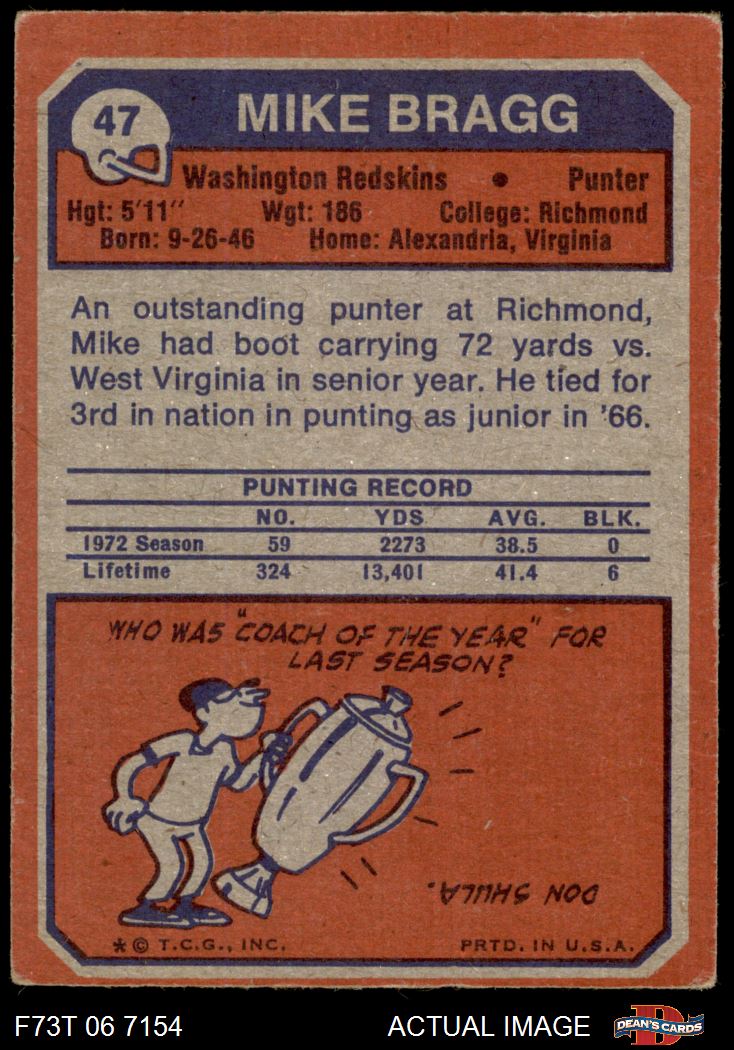 47
MIKE BRAGG
Washington Redskins • Punter
Hgt: 5'11" Wgt: 186 College: Richmond
Born: 9-26-46 Home: Alexandria, Virginia
An outstanding punter at Richmond,
Mike had boot carrying 72 yards vs.
West Virginia in senior year. He tied for
3rd in nation in punting as junior in '66.
PUNTING RECORD
NO. YDS AVG. BLK.
1972 Season 59 2273 38.5 0
Lifetime 324 13,401 41.4 6
WHO WAS "COACH OF THE YEAR" FOR
LAST SEASON?
DON SHULA.
* © T.C.G., INC. PRTD. IN U.S.A.
F73T 06 7154 ACTUAL IMAGE D DEAN'S CARDS